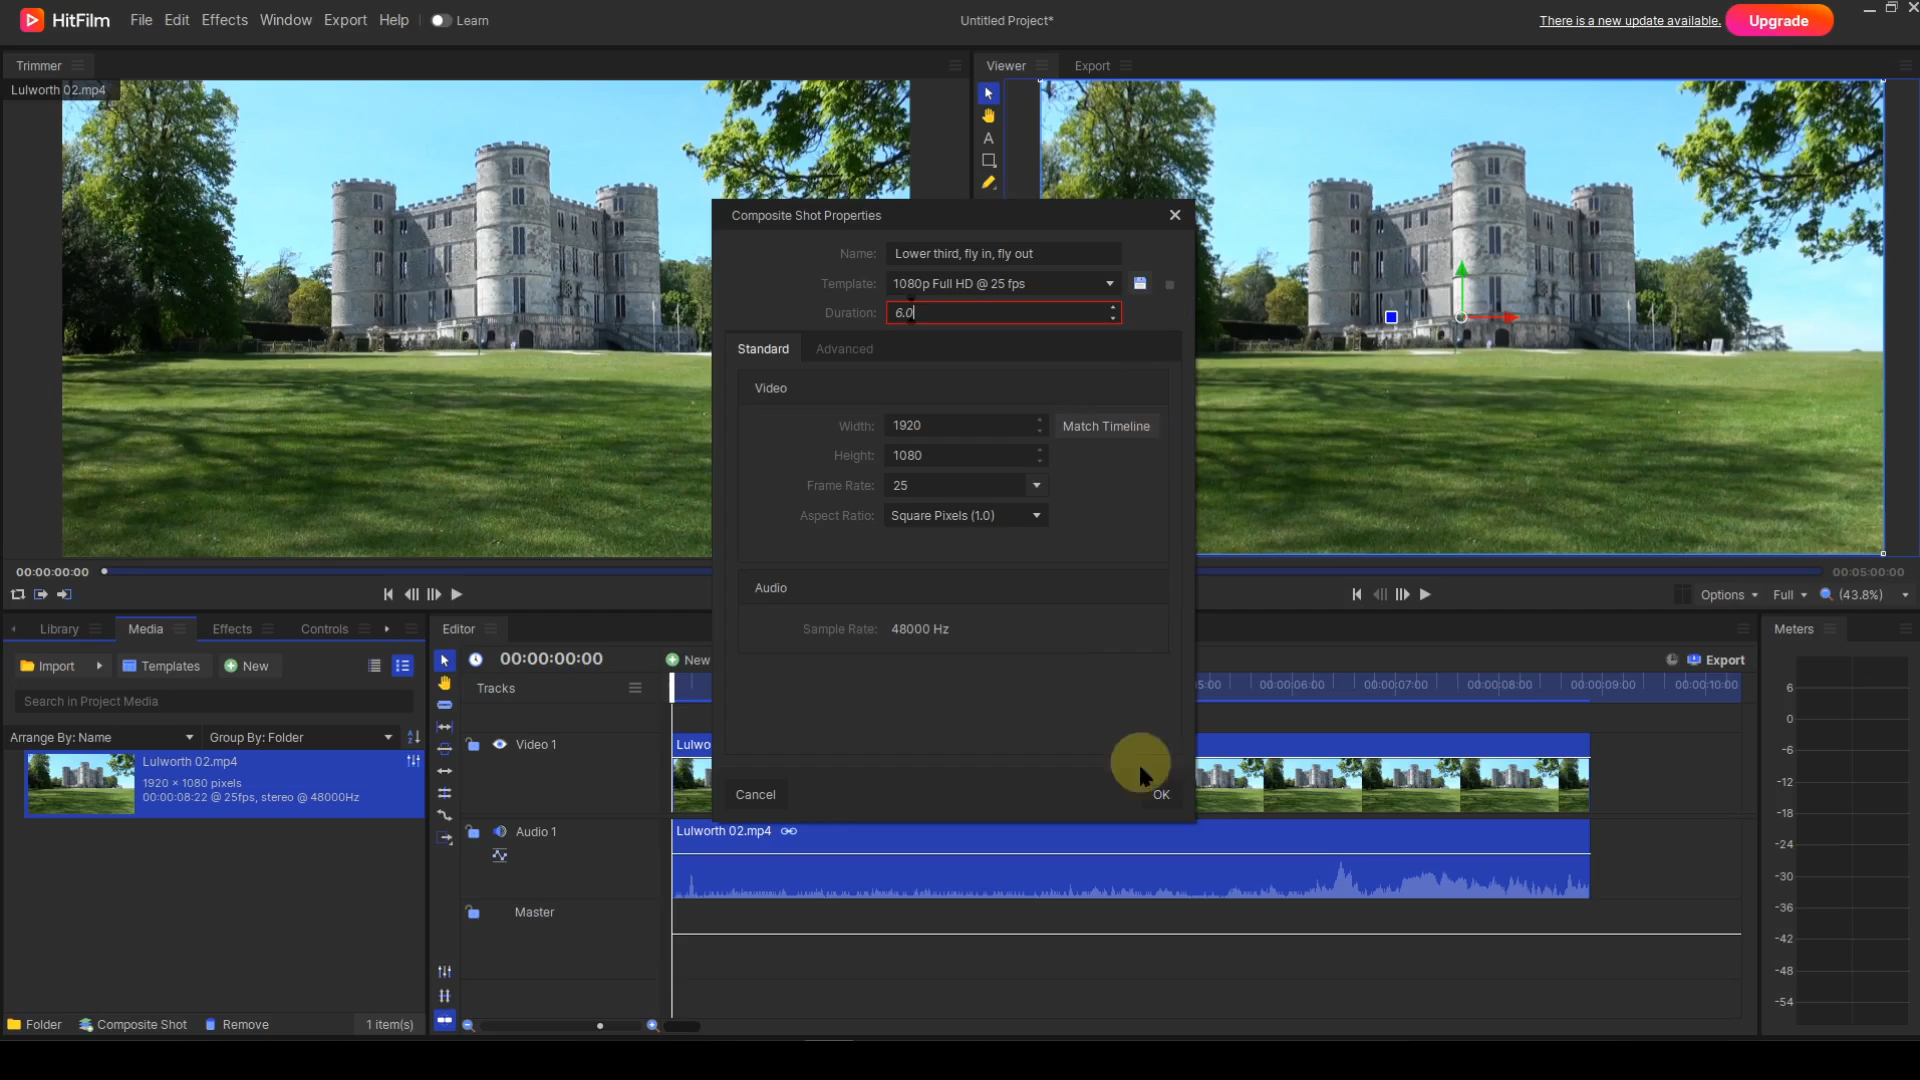 HitFilm File Edit Effects Window Export Help Learn Untitled Project* There is a new update available. Upgrade
Trimmer
Viewer Export
Lulworth 02.mp4
A
Composite Shot Properties
Name: Lower third, fly in, fly out
Template: 1080p Full HD @ 25 fps
Duration: 6.0
Standard Advanced
Video
Width: 1920 Match Timeline
Height: 1080
Frame Rate: 25
Aspect Ratio: Square Pixels (1.0)
Audio
Sample Rate: 48000 Hz
Cancel OK
00:00:00:00
00:05:00:00
Options Full (43.8%)
Library Media Effects Controls
Import Templates New
Search in Project Media
Arrange By: Name Group By: Folder
Lulworth 02.mp4
1920 × 1080 pixels
00:00:08:22 @ 25fps, stereo @ 48000Hz
Folder Composite Shot Remove 1 item(s)
Editor
00:00:00:00 New Export
Tracks 5:00 00:00:06:00 00:00:07:00 00:00:08:00 00:00:09:00 00:00:10:00
Video 1 Lulwo
Audio 1 Lulworth 02.mp4
Master
Meters
6
0
-6
-12
-18
-24
-30
-36
-42
-48
-54